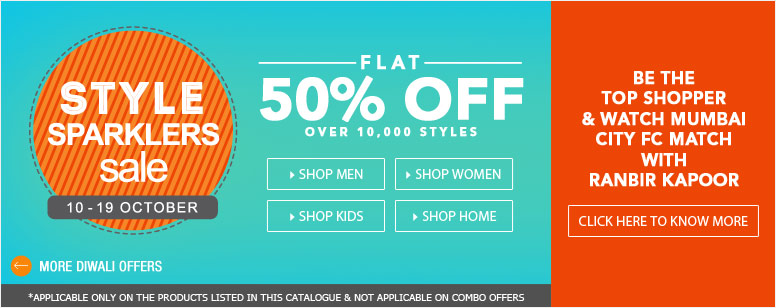 STYLE
SPARKLERS
sale
10 - 19 OCTOBER
MORE DIWALI OFFERS
FLAT
50% OFF
OVER 10,000 STYLES
SHOP MEN
SHOP WOMEN
SHOP KIDS
SHOP HOME
*APPLICABLE ONLY ON THE PRODUCTS LISTED IN THIS CATALOGUE & NOT APPLICABLE ON COMBO OFFERS
BE THE
TOP SHOPPER
& WATCH MUMBAI
CITY FC MATCH
WITH
RANBIR KAPOOR
CLICK HERE TO KNOW MORE